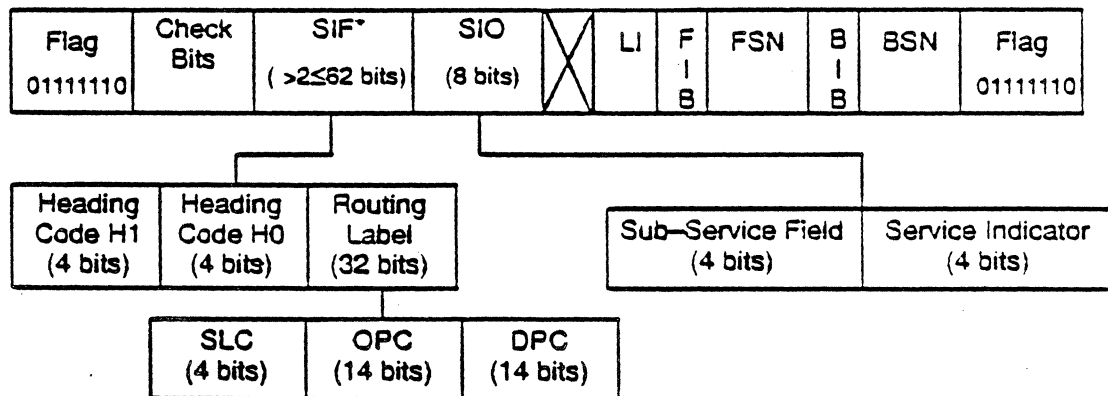 Flag
01111110
Check
Bits
SIF*
( >2≤62 bits)
SIO
(8 bits)
LI
F
I
B
FSN
B
I
B
BSN
Flag
01111110
Heading
Code H1
(4 bits)
Heading
Code H0
(4 bits)
Routing
Label
(32 bits)
Sub–Service Field
(4 bits)
Service Indicator
(4 bits)
SLC
(4 bits)
OPC
(14 bits)
DPC
(14 bits)